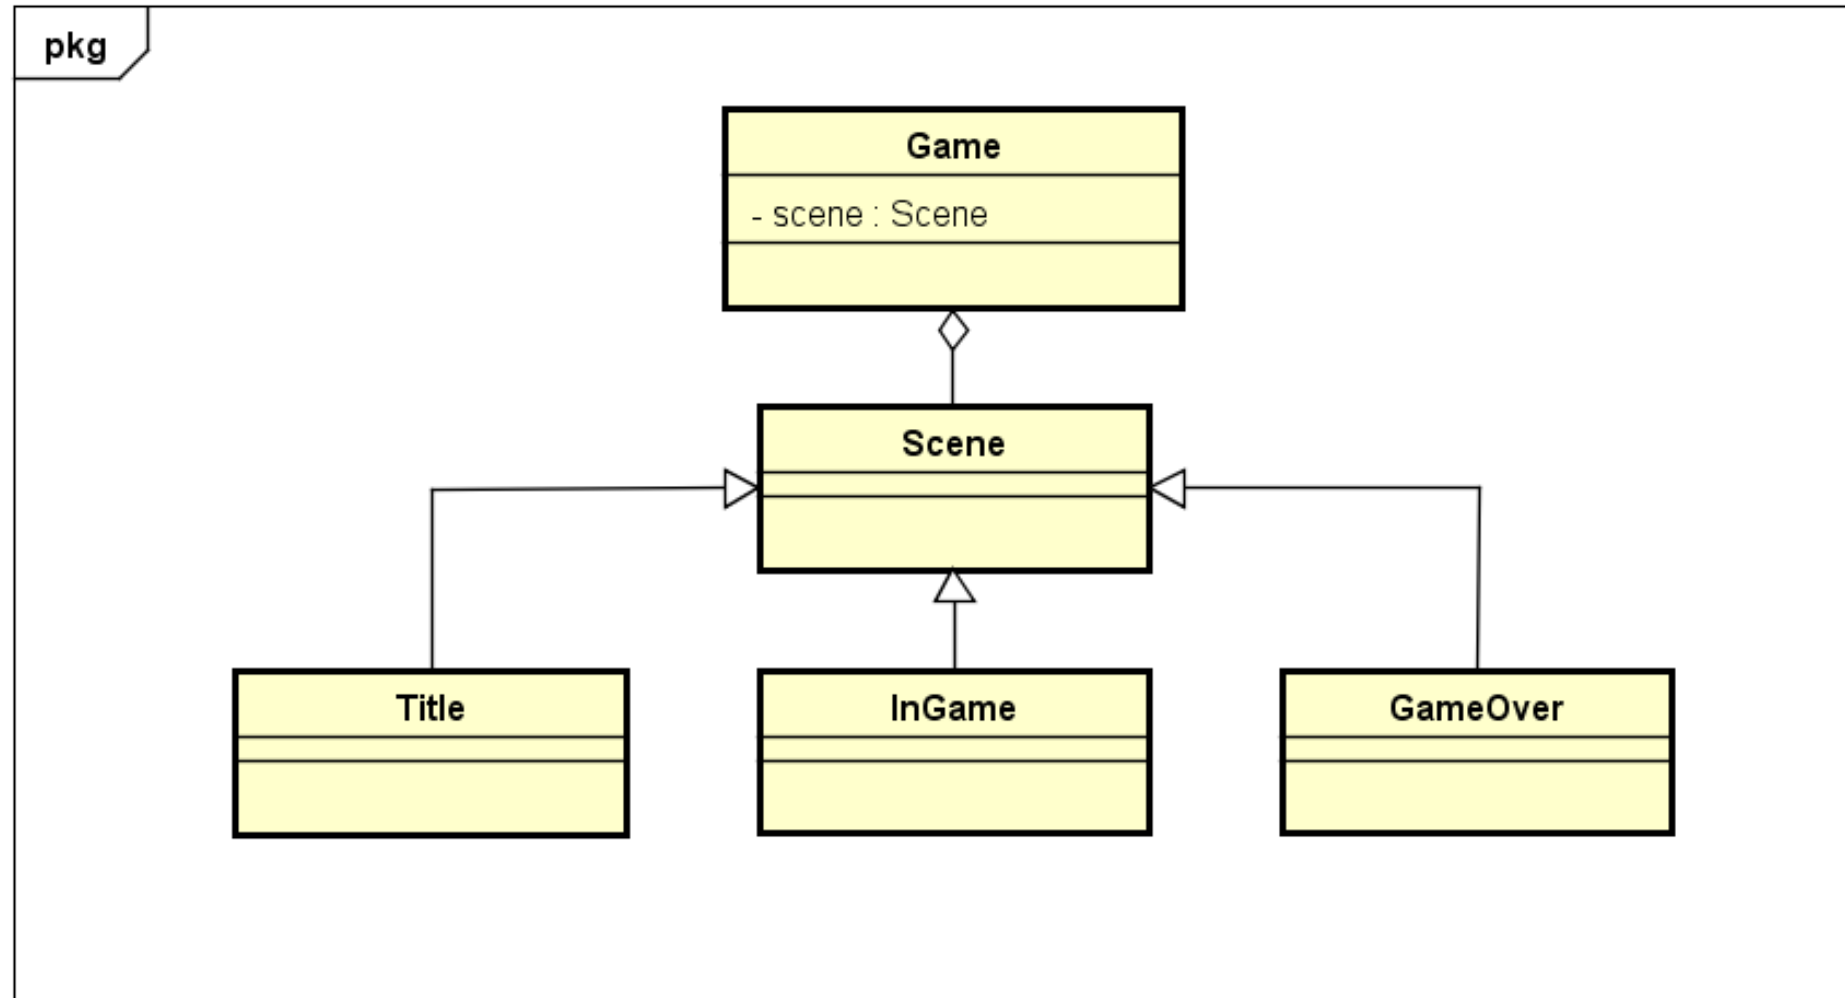 pkg
Game
- scene : Scene
Scene
Title
InGame
GameOver